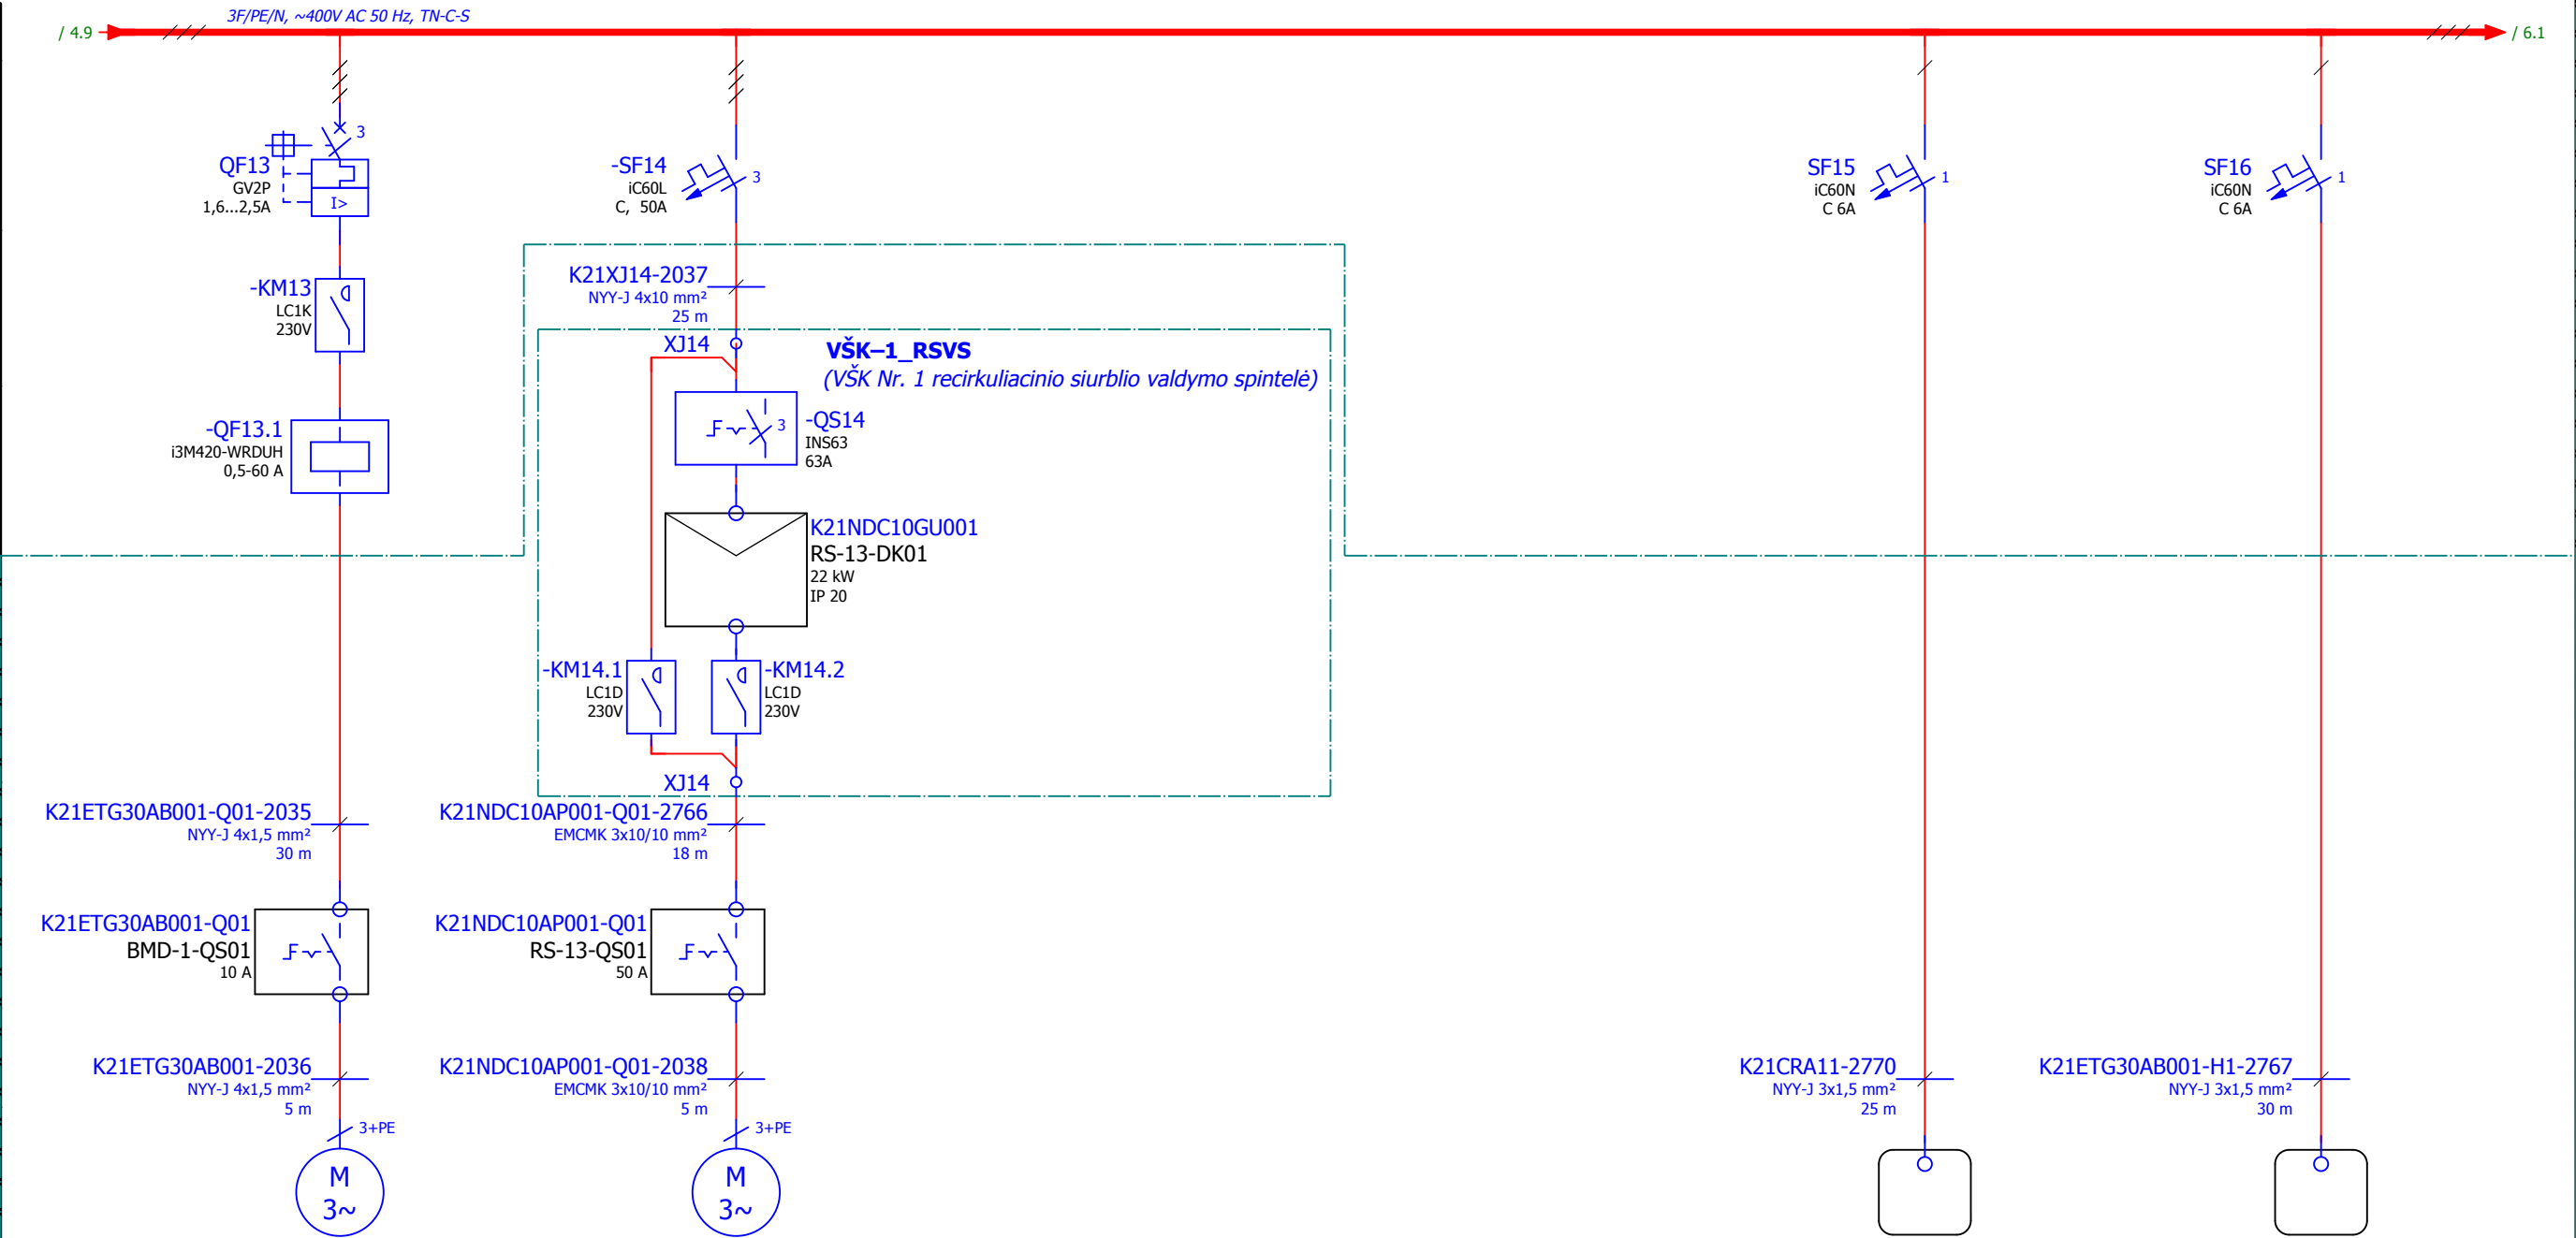 3F/PE/N, ~400V AC 50 Hz, TN-C-S
/ 4.9
/ 6.1
3
QF13
GV2P
1,6...2,5A
I>
-KM13
LC1K
230V
-QF13.1
i3M420-WRDUH
0,5-60 A
K21ETG30AB001-Q01-2035
NYY-J 4x1,5 mm²
30 m
K21ETG30AB001-Q01
BMD-1-QS01
10 A
K21ETG30AB001-2036
NYY-J 4x1,5 mm²
5 m
3+PE
M
3~
-SF14
iC60L
C, 50A
3
K21XJ14-2037
NYY-J 4x10 mm²
25 m
XJ14
VŠK–1_RSVS
(VŠK Nr. 1 recirkuliacinio siurblio valdymo spintelė)
-QS14
INS63
63A
3
K21NDC10GU001
RS-13-DK01
22 kW
IP 20
-KM14.1
LC1D
230V
-KM14.2
LC1D
230V
XJ14
K21NDC10AP001-Q01-2766
EMCMK 3x10/10 mm²
18 m
K21NDC10AP001-Q01
RS-13-QS01
50 A
K21NDC10AP001-Q01-2038
EMCMK 3x10/10 mm²
5 m
3+PE
M
3~
SF15
iC60N
C 6A
1
K21CRA11-2770
NYY-J 3x1,5 mm²
25 m
SF16
iC60N
C 6A
1
K21ETG30AB001-H1-2767
NYY-J 3x1,5 mm²
30 m